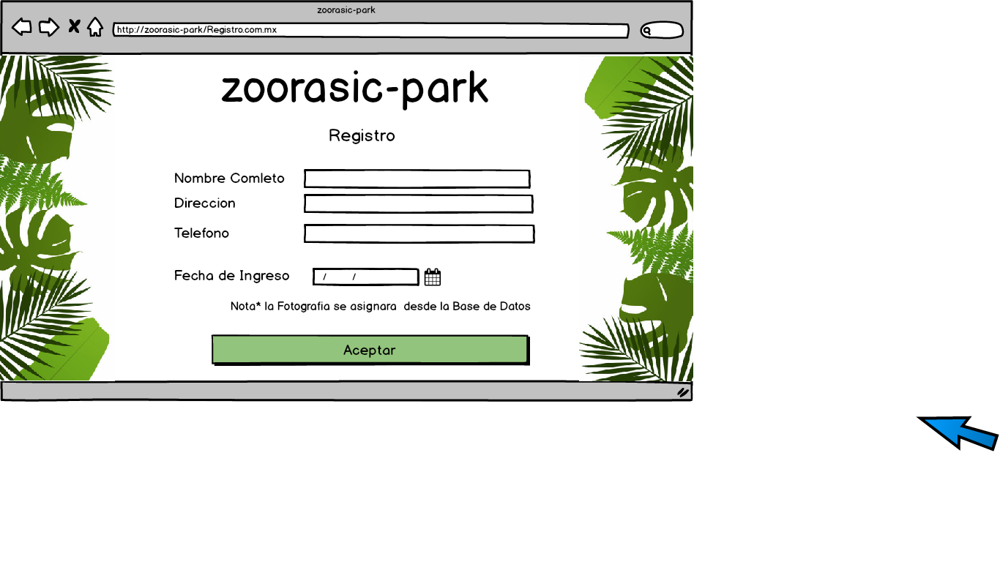 zoorasic-park
http://zoorasic-park/Registro.com.mx
zoorasic-park
Registro
Nombre Comleto
Direccion
Telefono
Fecha de Ingreso / /
Nota* la Fotografia se asignara desde la Base de Datos
Aceptar